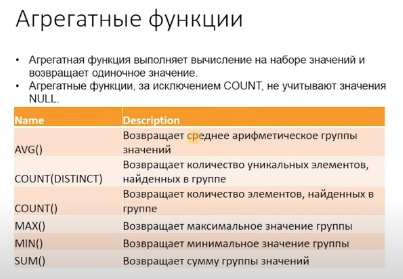 Агрегатные функции
• Агрегатная функция выполняет вычисление на наборе значений и
возвращает одиночное значение.
• Агрегатные функции, за исключением COUNT, не учитывают значения
NULL.
Name Description
AVG() Возвращает среднее арифметическое группы
значений
COUNT(DISTINCT) Возвращает количество уникальных элементов,
найденных в группе
COUNT() Возвращает количество элементов, найденных в
группе
MAX() Возвращает максимальное значение группы
MIN() Возвращает минимальное значение группы
SUM() Возвращает сумму группы значений